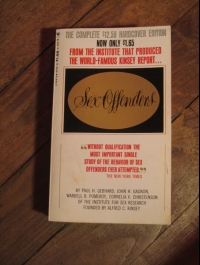 THE COMPLETE $12.50 HARDCOVER EDITION
NOW ONLY $1.65
FROM THE INSTITUTE THAT PRODUCED
THE WORLD-FAMOUS KINSEY REPORT...
Sex Offenders
"WITHOUT QUALIFICATION THE
MOST IMPORTANT SINGLE
STUDY OF THE BEHAVIOR OF SEX
OFFENDERS EVER ATTEMPTED."
THE NEW YORK TIMES
BY PAUL H. GEBHARD, JOHN H. GAGNON,
WARDELL B. POMEROY, CORNELIA V. CHRISTENSON
OF THE INSTITUTE FOR SEX RESEARCH
FOUNDED BY ALFRED C. KINSEY